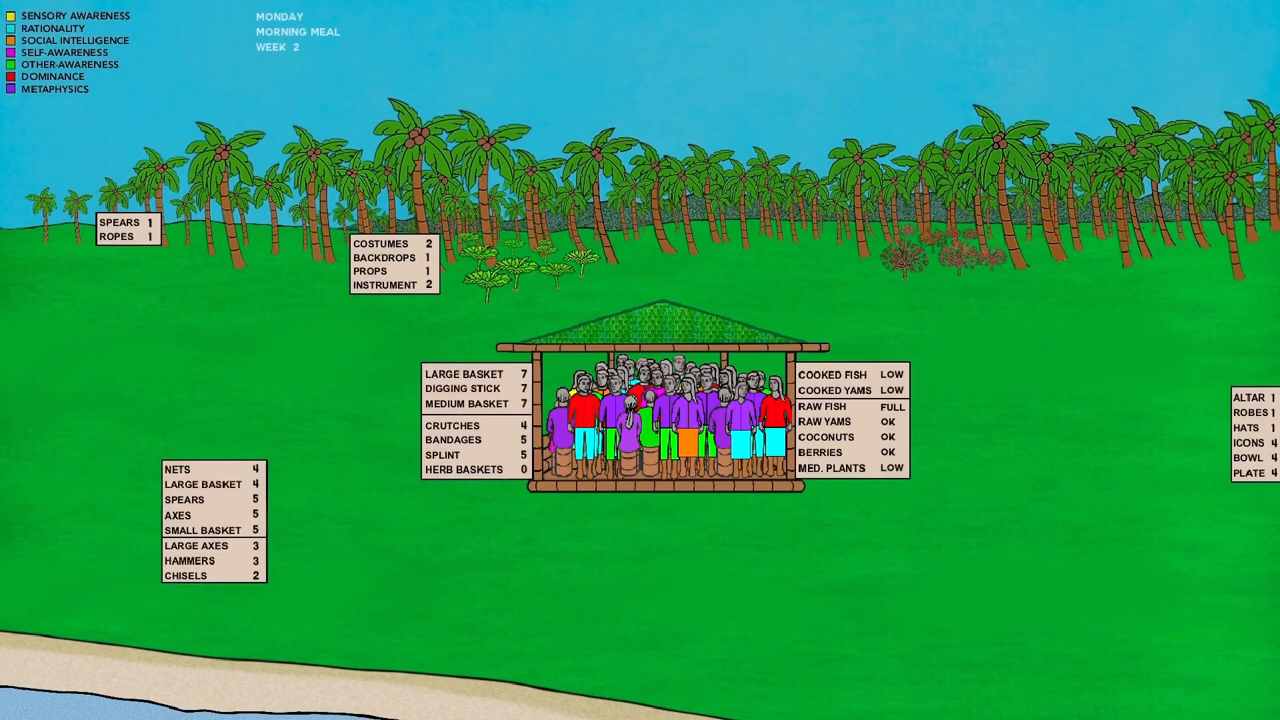 SENSORY AWARENESS
RATIONALITY
SOCIAL INTELLIGENCE
SELF-AWARENESS
OTHER-AWARENESS
DOMINANCE
METAPHYSICS
MONDAY
MORNING MEAL
WEEK 2
SPEARS 1
ROPES 1
COSTUMES 2
BACKDROPS 1
PROPS 1
INSTRUMENT 2
LARGE BASKET 7
DIGGING STICK 7
MEDIUM BASKET 7
CRUTCHES 4
BANDAGES 5
SPLINT 5
HERB BASKETS 0
COOKED FISH LOW
COOKED YAMS LOW
RAW FISH FULL
RAW YAMS OK
COCONUTS OK
BERRIES OK
MED. PLANTS LOW
ALTAR 1
ROBES 1
HATS 1
ICONS 4
BOWL 4
PLATE 4
NETS 4
LARGE BASKET 4
SPEARS 5
AXES 5
SMALL BASKET 5
LARGE AXES 3
HAMMERS 3
CHISELS 2